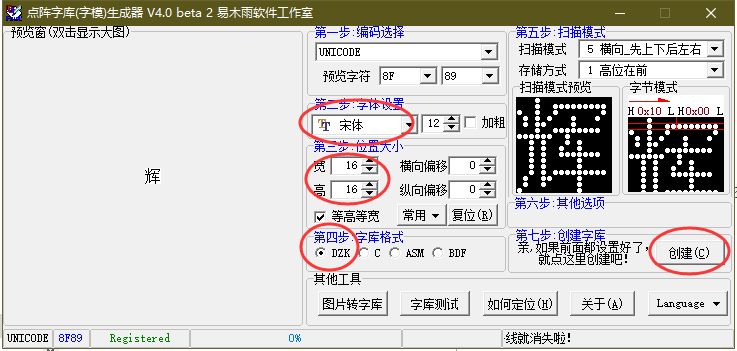 点阵字库(字模)生成器 V4.0 beta 2 易木雨软件工作室
预览窗(双击显示大图)
辉
第一步:编码选择
UNICODE
预览字符 8F 89
第二步:字体设置
宋体 12 加粗
第三步:位置大小
宽 16 横向偏移 0
高 16 纵向偏移 0
等高等宽 常用 复位(R)
第四步:字库格式
DZK C ASM BDF
第五步:扫描模式
扫描模式 5 横向_先上下后左右
存储方式 1 高位在前
扫描模式预览 字节模式
H 0x10 L H 0x00 L
第六步:其他选项
第七步:创建字库
亲,如果前面都设置好了,
就点这里创建吧!
创建(C)
其他工具
图片转字库 字库测试 如何定位(H) 关于(A) Language
UNICODE 8F89 Registered 0% 线就消失啦!